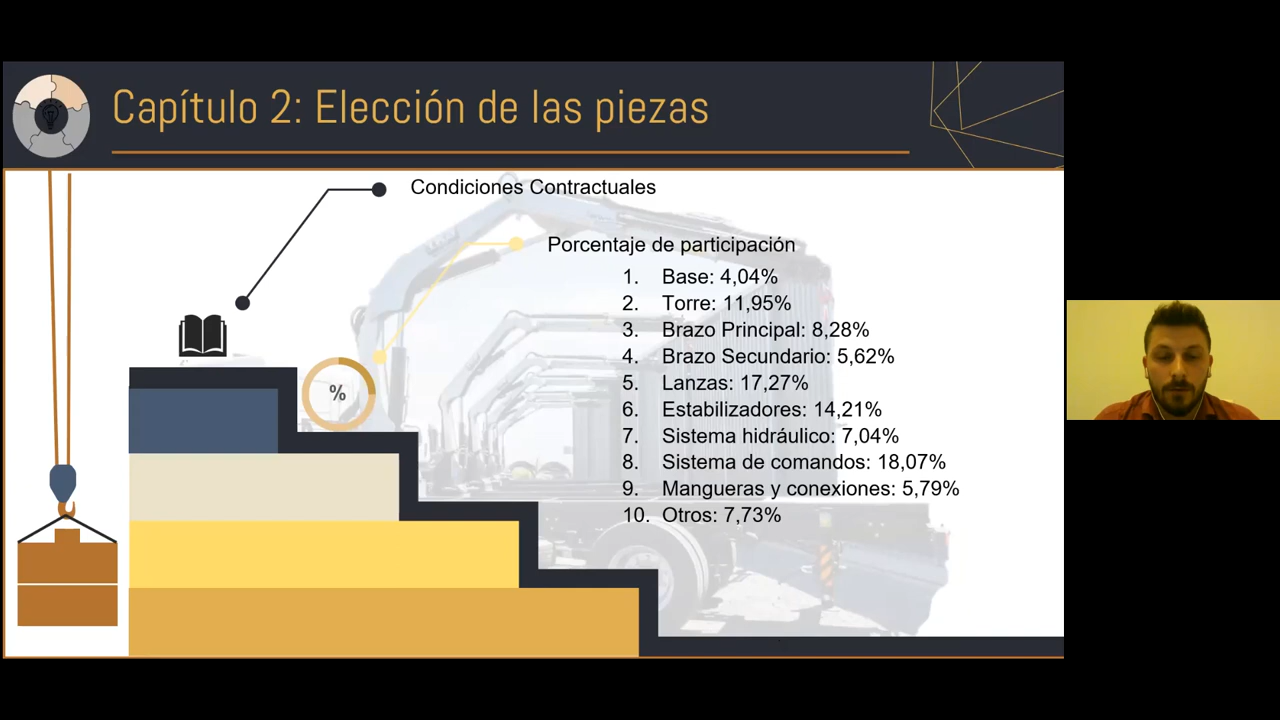 Capítulo 2: Elección de las piezas
Condiciones Contractuales
Porcentaje de participación
1. Base: 4,04%
2. Torre: 11,95%
3. Brazo Principal: 8,28%
4. Brazo Secundario: 5,62%
5. Lanzas: 17,27%
6. Estabilizadores: 14,21%
7. Sistema hidráulico: 7,04%
8. Sistema de comandos: 18,07%
9. Mangueras y conexiones: 5,79%
10. Otros: 7,73%
%